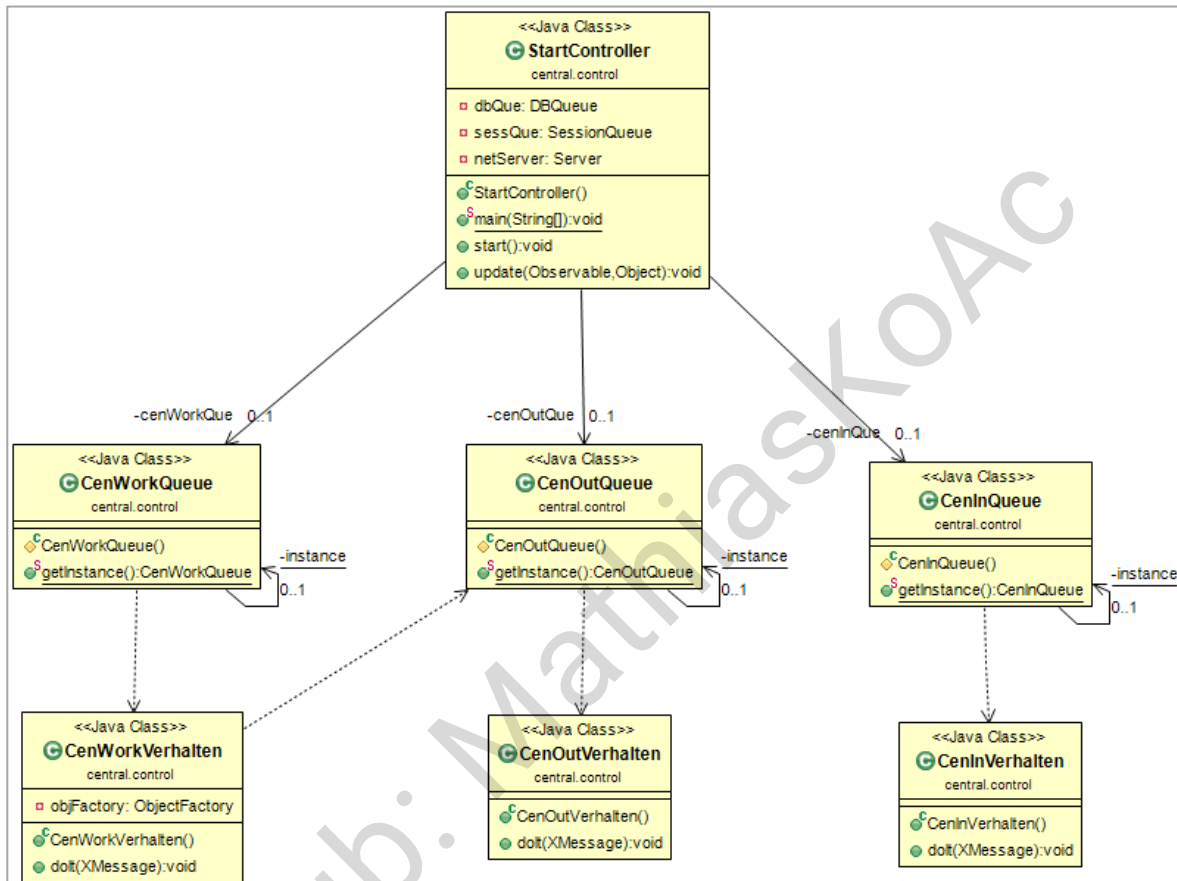 <<Java Class>>
StartController
central.control
dbQue: DBQueue
sessQue: SessionQueue
netServer: Server
StartController()
main(String[]):void
start():void
update(Observable,Object):void
-cenWorkQue 0..1
-cenOutQue 0..1
-cenInQue 0..1
<<Java Class>>
CenWorkQueue
central.control
CenWorkQueue()
getInstance():CenWorkQueue
-instance
0..1
<<Java Class>>
CenOutQueue
central.control
CenOutQueue()
getInstance():CenOutQueue
-instance
0..1
<<Java Class>>
CenInQueue
central.control
CenInQueue()
getInstance():CenInQueue
-instance
0..1
<<Java Class>>
CenWorkVerhalten
central.control
objFactory: ObjectFactory
CenWorkVerhalten()
doIt(XMessage):void
<<Java Class>>
CenOutVerhalten
central.control
CenOutVerhalten()
doIt(XMessage):void
<<Java Class>>
CenInVerhalten
central.control
CenInVerhalten()
doIt(XMessage):void
ub: MathiasKoAc